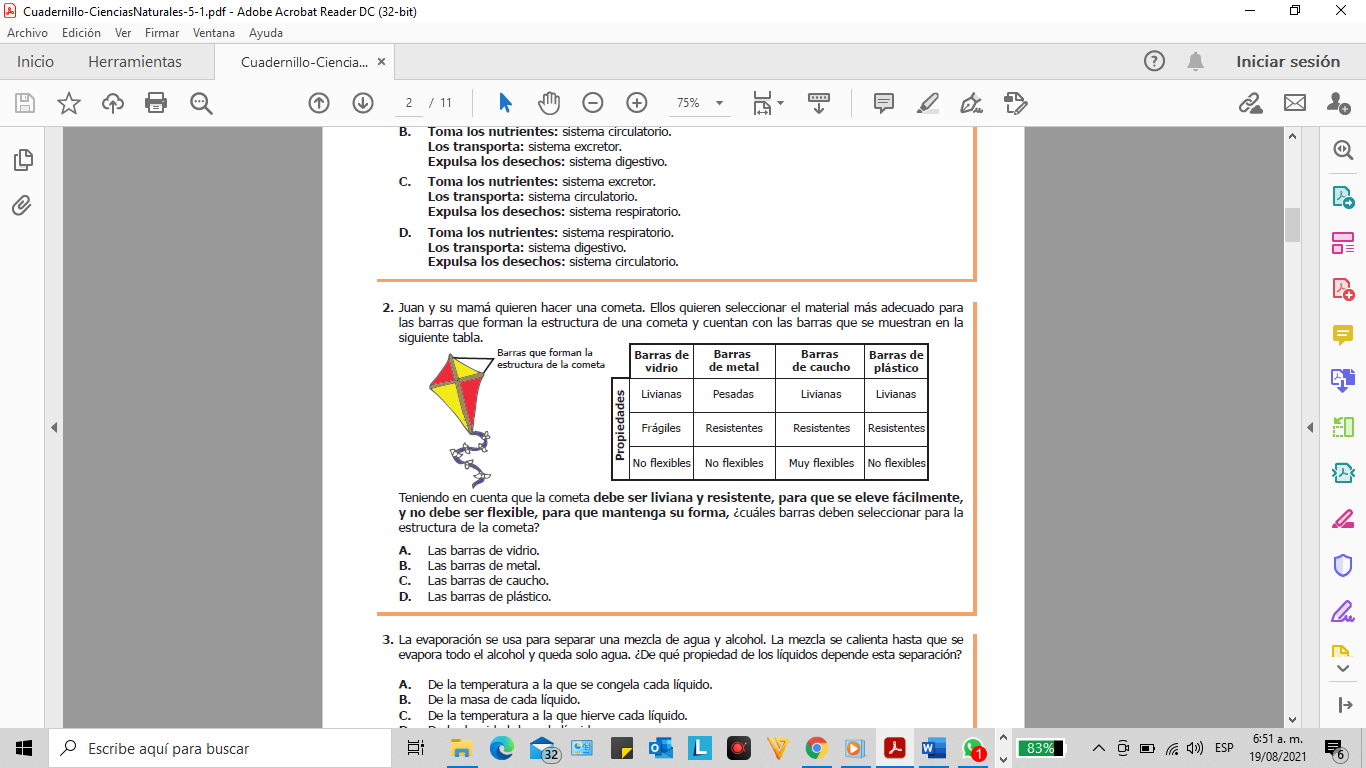 Cuadernillo-CienciasNaturales-5-1.pdf - Adobe Acrobat Reader DC (32-bit)
Archivo Edición Ver Firmar Ventana Ayuda
Inicio Herramientas Cuadernillo-Ciencia... × Iniciar sesión
2 / 11 75%
B. Toma los nutrientes: sistema circulatorio.
Los transporta: sistema excretor.
Expulsa los desechos: sistema digestivo.
C. Toma los nutrientes: sistema excretor.
Los transporta: sistema circulatorio.
Expulsa los desechos: sistema respiratorio.
D. Toma los nutrientes: sistema respiratorio.
Los transporta: sistema digestivo.
Expulsa los desechos: sistema circulatorio.
2. Juan y su mamá quieren hacer una cometa. Ellos quieren seleccionar el material más adecuado para
las barras que forman la estructura de una cometa y cuentan con las barras que se muestran en la
siguiente tabla.
Barras que forman la
estructura de la cometa
Barras de vidrio Barras de metal Barras de caucho Barras de plástico
Propiedades
Livianas Pesadas Livianas Livianas
Frágiles Resistentes Resistentes Resistentes
No flexibles No flexibles Muy flexibles No flexibles
Teniendo en cuenta que la cometa debe ser liviana y resistente, para que se eleve fácilmente,
y no debe ser flexible, para que mantenga su forma, ¿cuáles barras deben seleccionar para la
estructura de la cometa?
A. Las barras de vidrio.
B. Las barras de metal.
C. Las barras de caucho.
D. Las barras de plástico.
3. La evaporación se usa para separar una mezcla de agua y alcohol. La mezcla se calienta hasta que se
evapora todo el alcohol y queda solo agua. ¿De qué propiedad de los líquidos depende esta separación?
A. De la temperatura a la que se congela cada líquido.
B. De la masa de cada líquido.
C. De la temperatura a la que hierve cada líquido.
Escribe aquí para buscar 32 L 1 83% ESP 6:51 a. m.
19/08/2021 6